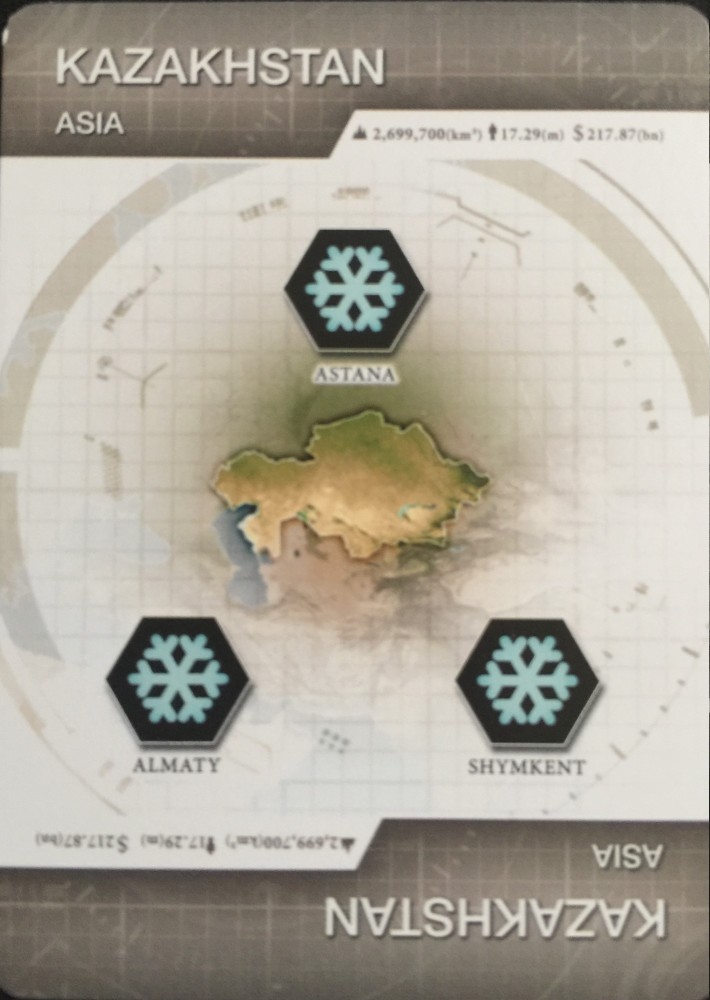 KAZAKHSTAN
ASIA
2,699,700(km²) 17.29(m) $217.87(bn)
ASTANA
ALMATY
SHYMKENT
2,699,700(km²) 17.29(m) $217.87(bn)
ASIA
KAZAKHSTAN